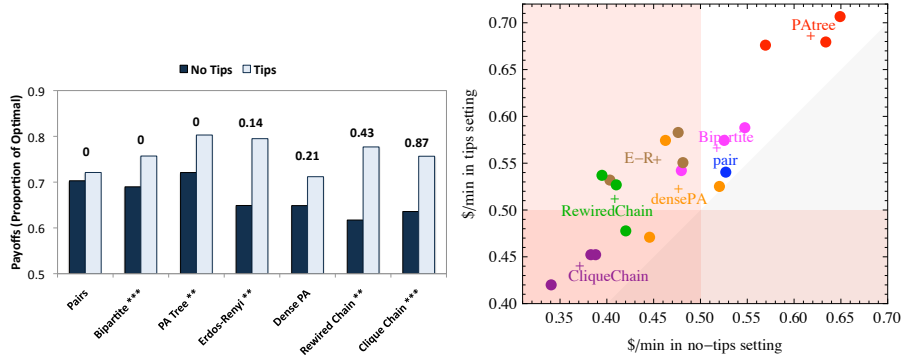 No Tips Tips
Payoffs (Proportion of Optimal)
0.9
0.8
0.7
0.6
0.5
0
0
0
0.14
0.21
0.43
0.87
Pairs
Bipartite ***
PA Tree **
Erdos-Renyi **
Dense PA
Rewired Chain **
Clique Chain ***
$/min in tips setting
0.70
0.65
0.60
0.55
0.50
0.45
0.40
PAtree
Bipartite
E-R
pair
densePA
RewiredChain
CliqueChain
0.35 0.40 0.45 0.50 0.55 0.60 0.65 0.70
$/min in no-tips setting